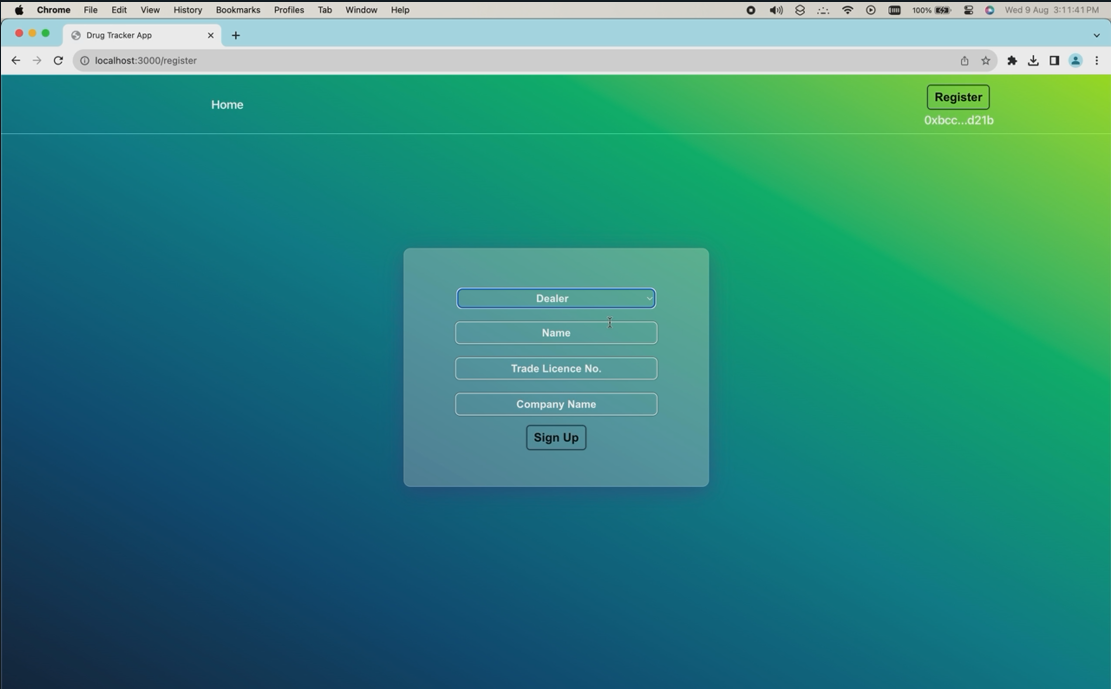 Chrome File Edit View History Bookmarks Profiles Tab Window Help 100% Wed 9 Aug 3:11:41 PM
Drug Tracker App
localhost:3000/register
Home
Register
0xbcc...d21b
Dealer
Name
Trade Licence No.
Company Name
Sign Up